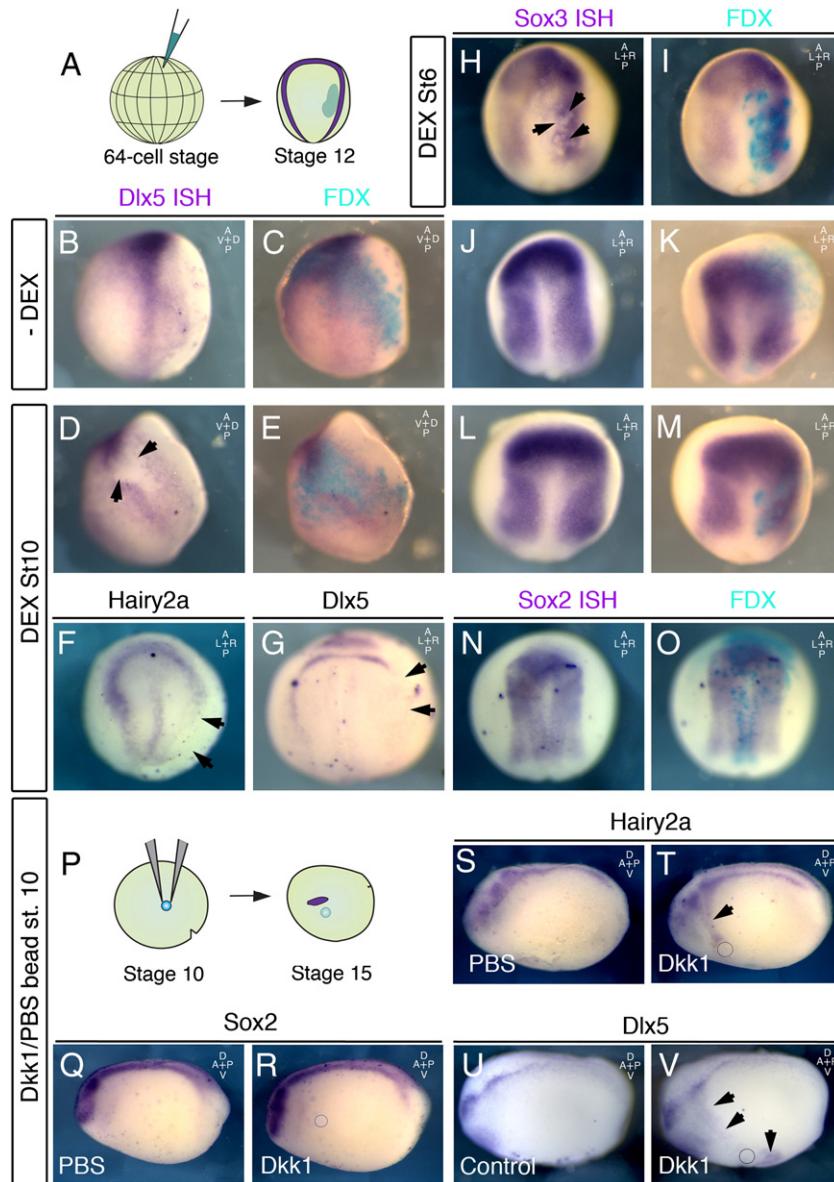 Sox3 ISH FDX
A
64-cell stage
Stage 12
DEX St6
H
A
L+R
P
I
A
L+R
P
Dlx5 ISH FDX
- DEX
B
A
V+D
P
C
A
V+D
P
J
A
L+R
P
K
A
L+R
P
DEX St10
D
A
V+D
P
E
A
V+D
P
L
A
L+R
P
M
A
L+R
P
Hairy2a
Dlx5
Sox2 ISH FDX
F
A
L+R
P
G
A
L+R
P
N
A
L+R
P
O
A
L+R
P
Dkk1/PBS bead st. 10
P
Stage 10
Stage 15
Hairy2a
S
D
A+P
V
PBS
T
D
A+P
V
Dkk1
Sox2
Dlx5
Q
D
A+P
V
PBS
R
D
A+P
V
Dkk1
U
D
A+P
V
Control
V
D
A+P
V
Dkk1